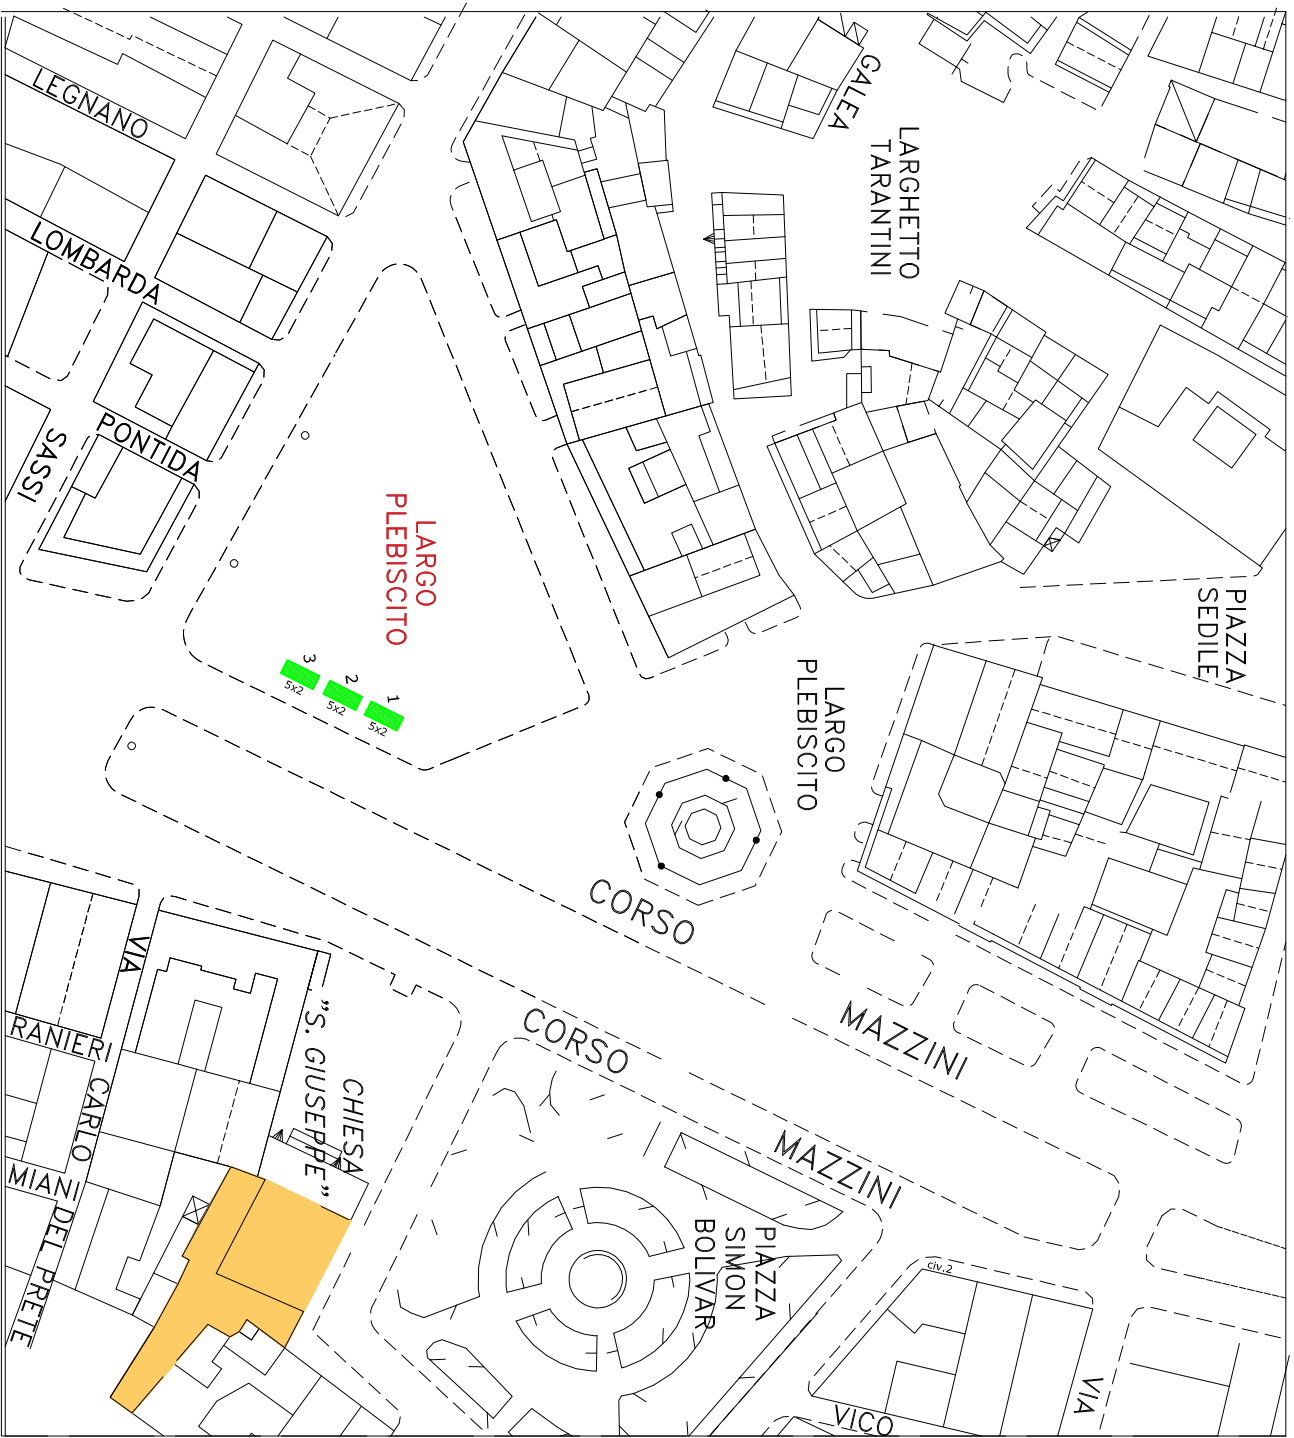 LEGNANO
GALEA
LARGHETTO
TARANTINI
LOMBARDA
SASSI
PONTIDA
LARGO
PLEBISCITO
PIAZZA
SEDILE
3
5x2
2
5x2
1
5x2
LARGO
PLEBISCITO
CORSO
MAZZINI
CORSO
MAZZINI
VIA
CARLO
DEL PRETE
RANIERI
MIANI
CHIESA
"S. GIUSEPPE"
PIAZZA
SIMON
BOLIVAR
civ.2
VIA
VICO